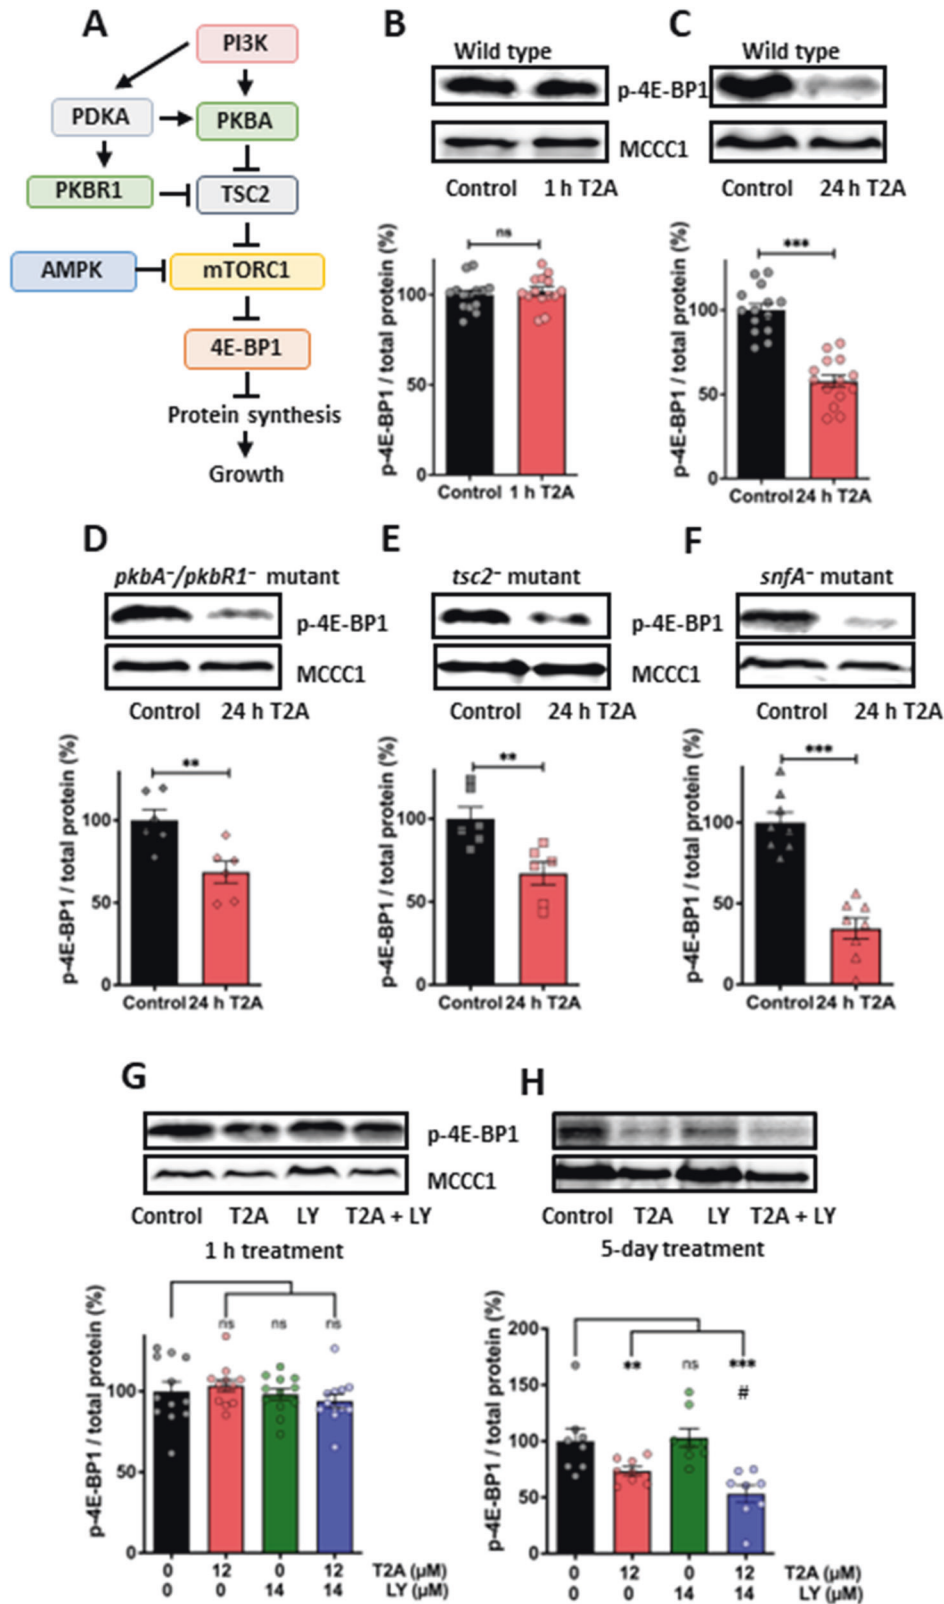 A
PI3K
PDKA
PKBA
PKBR1
TSC2
AMPK
mTORC1
4E-BP1
Protein synthesis
Growth
B
Wild type
p-4E-BP1
MCCC1
Control 1 h T2A
p-4E-BP1 / total protein (%)
ns
100
50
0
Control 1 h T2A
C
Wild type
Control 24 h T2A
p-4E-BP1 / total protein (%)
***
100
50
0
Control 24 h T2A
D
pkbA⁻/pkbR1⁻ mutant
p-4E-BP1
MCCC1
Control 24 h T2A
p-4E-BP1 / total protein (%)
**
100
50
0
Control 24 h T2A
E
tsc2⁻ mutant
p-4E-BP1
MCCC1
Control 24 h T2A
p-4E-BP1 / total protein (%)
**
100
50
0
Control 24 h T2A
F
snfA⁻ mutant
Control 24 h T2A
p-4E-BP1 / total protein (%)
***
100
50
0
Control 24 h T2A
G
p-4E-BP1
MCCC1
Control T2A LY T2A + LY
1 h treatment
p-4E-BP1 / total protein (%)
ns ns ns
100
50
0
0 12 0 12 T2A (µM)
0 0 14 14 LY (µM)
H
Control T2A LY T2A + LY
5-day treatment
p-4E-BP1 / total protein (%)
** ns ***
#
200
150
100
50
0
0 12 0 12 T2A (µM)
0 0 14 14 LY (µM)